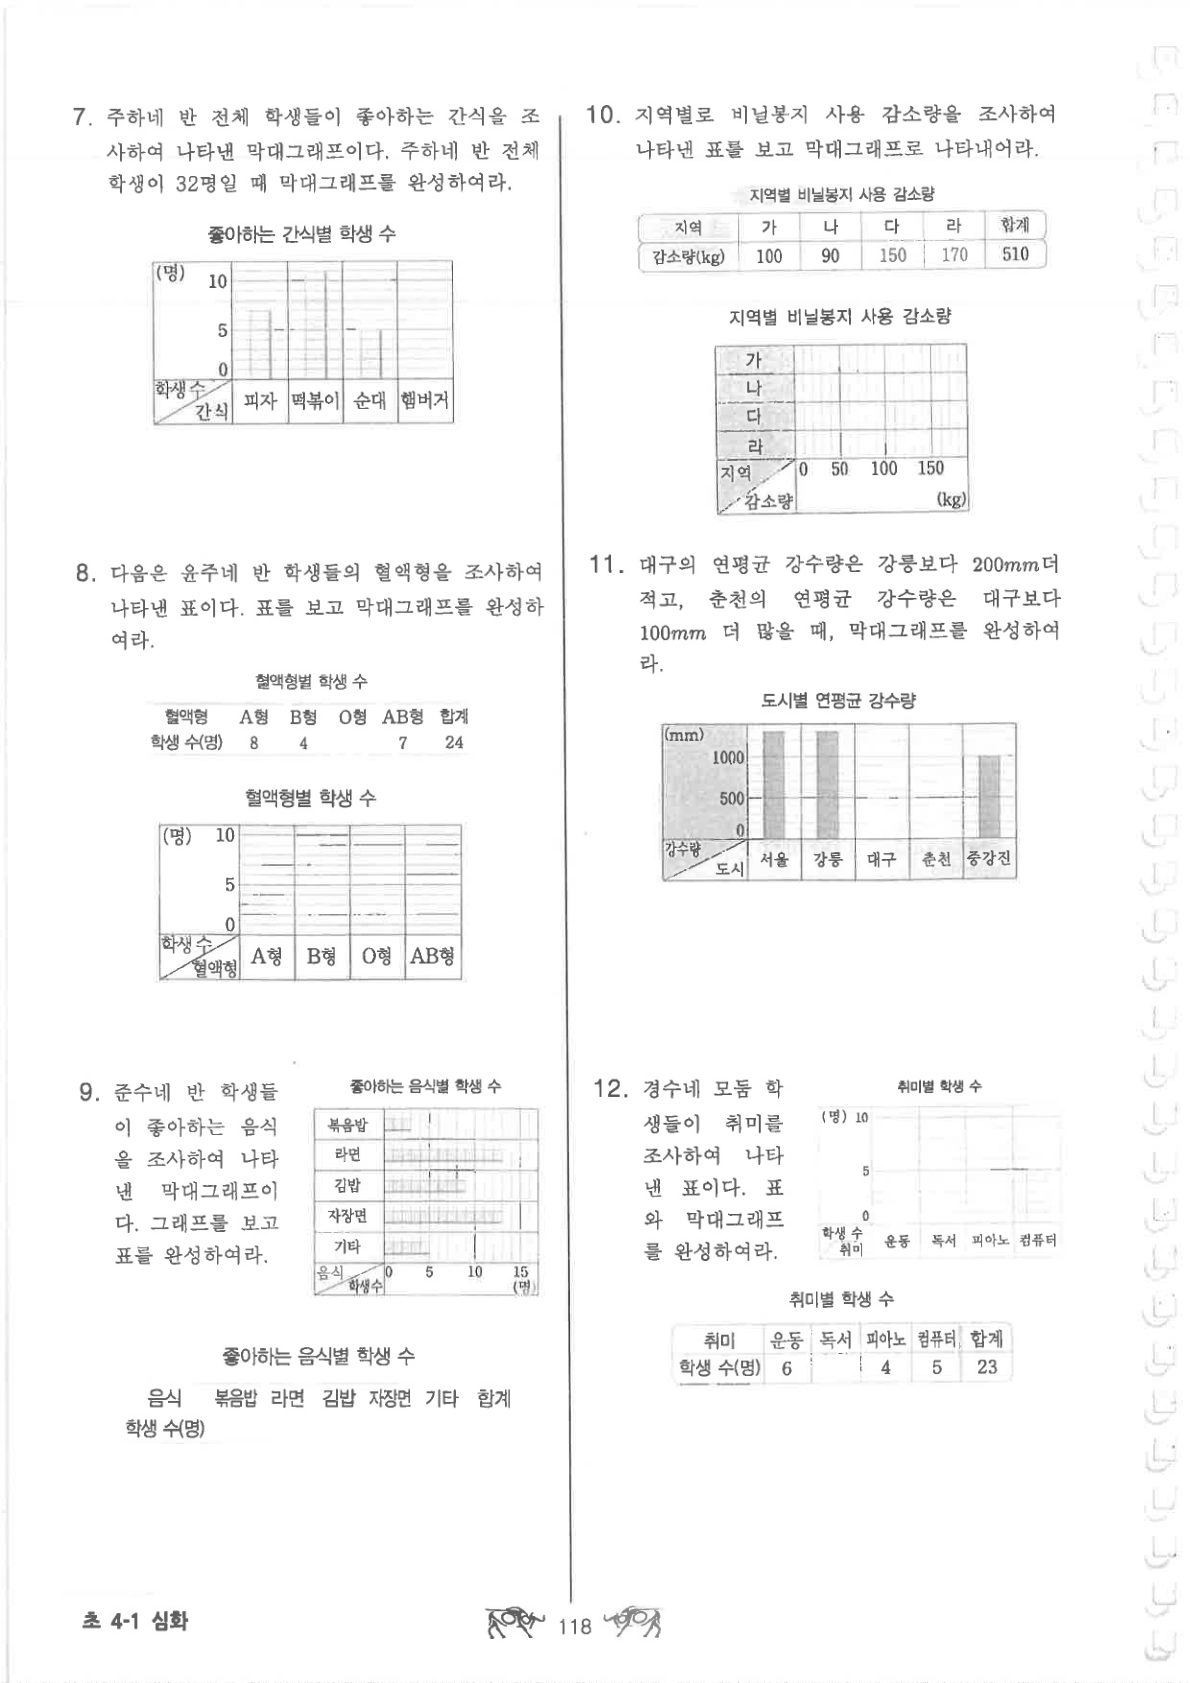 7. 주하네 반 전체 학생들이 좋아하는 간식을 조
사하여 나타낸 막대그래프이다. 주하네 반 전체
학생이 32명일 때 막대그래프를 완성하여라.
좋아하는 간식별 학생 수
(명) 10
5
0
학생 수
간식
피자 떡볶이 순대 햄버거
8. 다음은 윤주네 반 학생들의 혈액형을 조사하여
나타낸 표이다. 표를 보고 막대그래프를 완성하
여라.
혈액형별 학생 수
혈액형 A형 B형 O형 AB형 합계
학생 수(명) 8 4 7 24
혈액형별 학생 수
(명) 10
5
0
학생 수
혈액형
A형 B형 O형 AB형
9. 준수네 반 학생들
이 좋아하는 음식
을 조사하여 나타
낸 막대그래프이
다. 그래프를 보고
표를 완성하여라.
좋아하는 음식별 학생 수
볶음밥
라면
김밥
자장면
기타
음식
학생수
0 5 10 15
(명)
좋아하는 음식별 학생 수
음식 볶음밥 라면 김밥 자장면 기타 합계
학생 수(명)
10. 지역별로 비닐봉지 사용 감소량을 조사하여
나타낸 표를 보고 막대그래프로 나타내어라.
지역별 비닐봉지 사용 감소량
지역 가 나 다 라 합계
감소량(kg) 100 90 150 170 510
지역별 비닐봉지 사용 감소량
가
나
다
라
지역
감소량
0 50 100 150
(kg)
11. 대구의 연평균 강수량은 강릉보다 200mm더
적고, 춘천의 연평균 강수량은 대구보다
100mm 더 많을 때, 막대그래프를 완성하여
라.
도시별 연평균 강수량
(mm)
1000
500
0
강수량
도시
서울 강릉 대구 춘천 중강진
12. 경수네 모둠 학
생들이 취미를
조사하여 나타
낸 표이다. 표
와 막대그래프
를 완성하여라.
취미별 학생 수
(명) 10
5
0
학생 수
취미
운동 독서 피아노 컴퓨터
취미별 학생 수
취미 운동 독서 피아노 컴퓨터 합계
학생 수(명) 6 4 5 23
초 4-1 심화
118